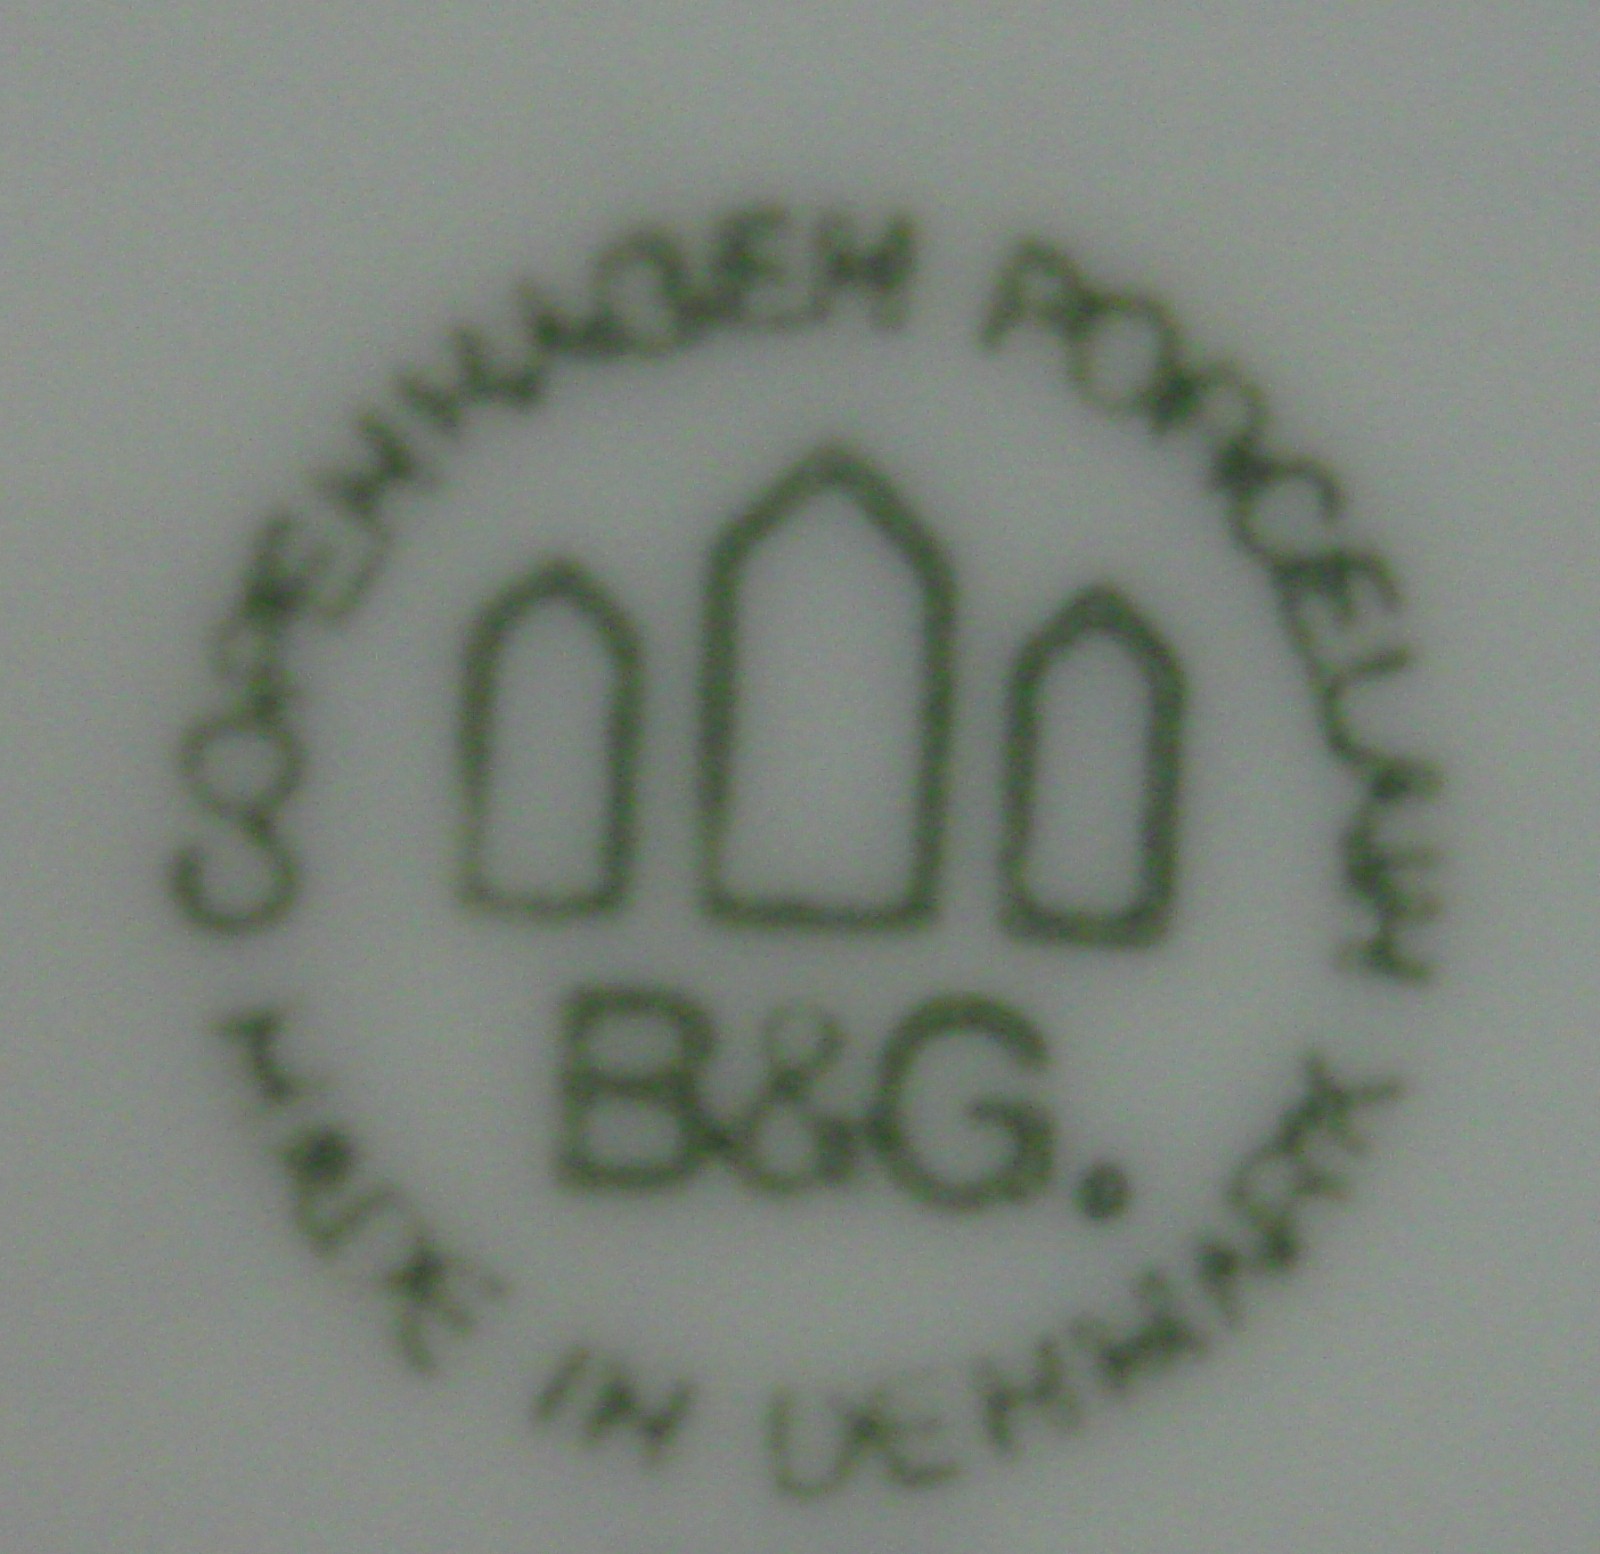 COPENHAGEN PORCELAIN
B&G.
MADE IN DENMARK